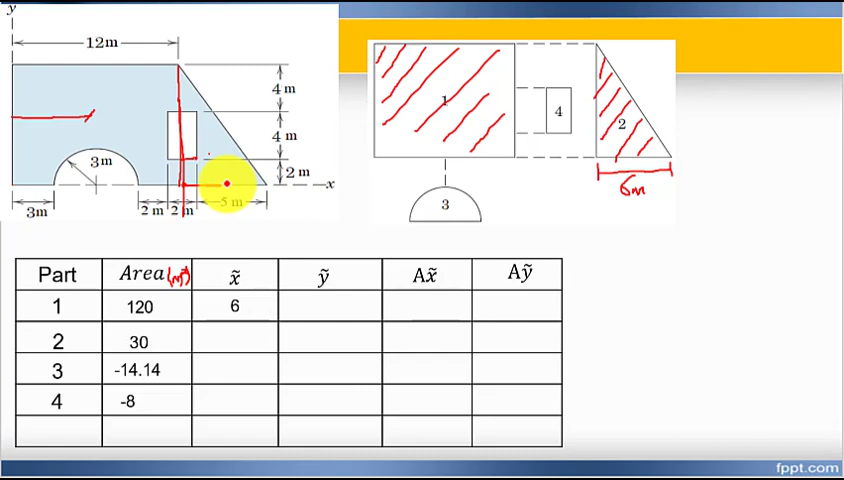 y
12m
4 m
4 m
3m
2 m
x
3m
2 m
2 m
5 m
1
4
2
6m
3
Part Area (m²) x̃ ỹ Ax̃ Aỹ
1 120 6
2 30
3 -14.14
4 -8
fppt.com